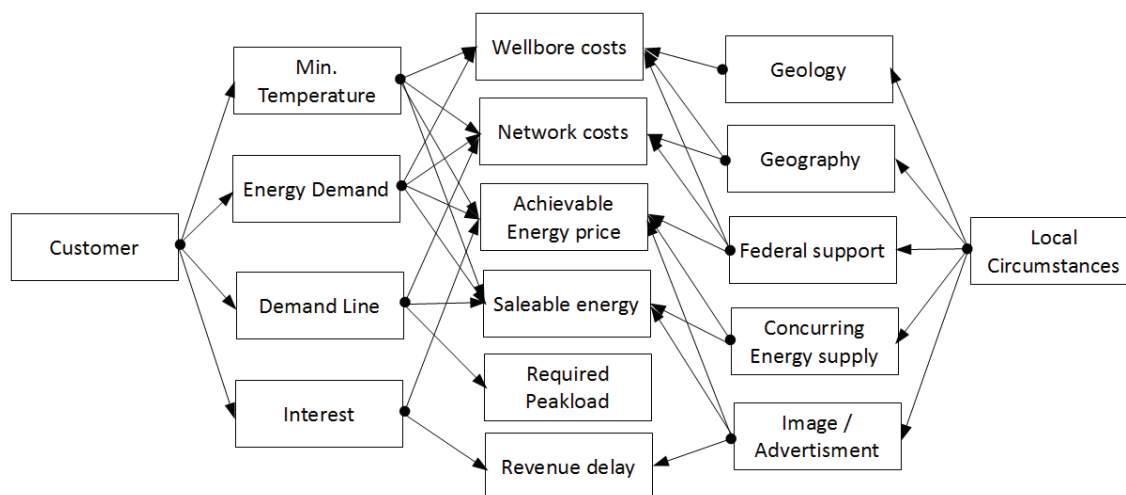 Customer
Min.
Temperature
Energy Demand
Demand Line
Interest
Wellbore costs
Network costs
Achievable
Energy price
Saleable energy
Required
Peakload
Revenue delay
Geology
Geography
Federal support
Concurring
Energy supply
Image /
Advertisment
Local
Circumstances